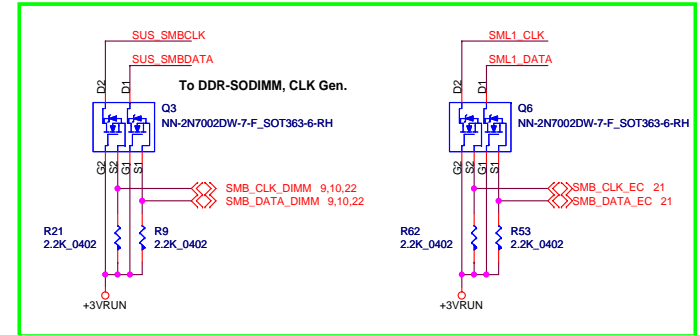 SUS_SMBCLK
SUS_SMBDATA
To DDR-SODIMM, CLK Gen.
D2
D1
Q3
NN-2N7002DW-7-F_SOT363-6-RH
G2
S2
G1
S1
SMB_CLK_DIMM 9,10,22
SMB_DATA_DIMM 9,10,22
R21
2.2K_0402
R9
2.2K_0402
+3VRUN
SML1_CLK
SML1_DATA
D2
D1
Q6
NN-2N7002DW-7-F_SOT363-6-RH
G2
S2
G1
S1
SMB_CLK_EC 21
SMB_DATA_EC 21
R62
2.2K_0402
R53
2.2K_0402
+3VRUN